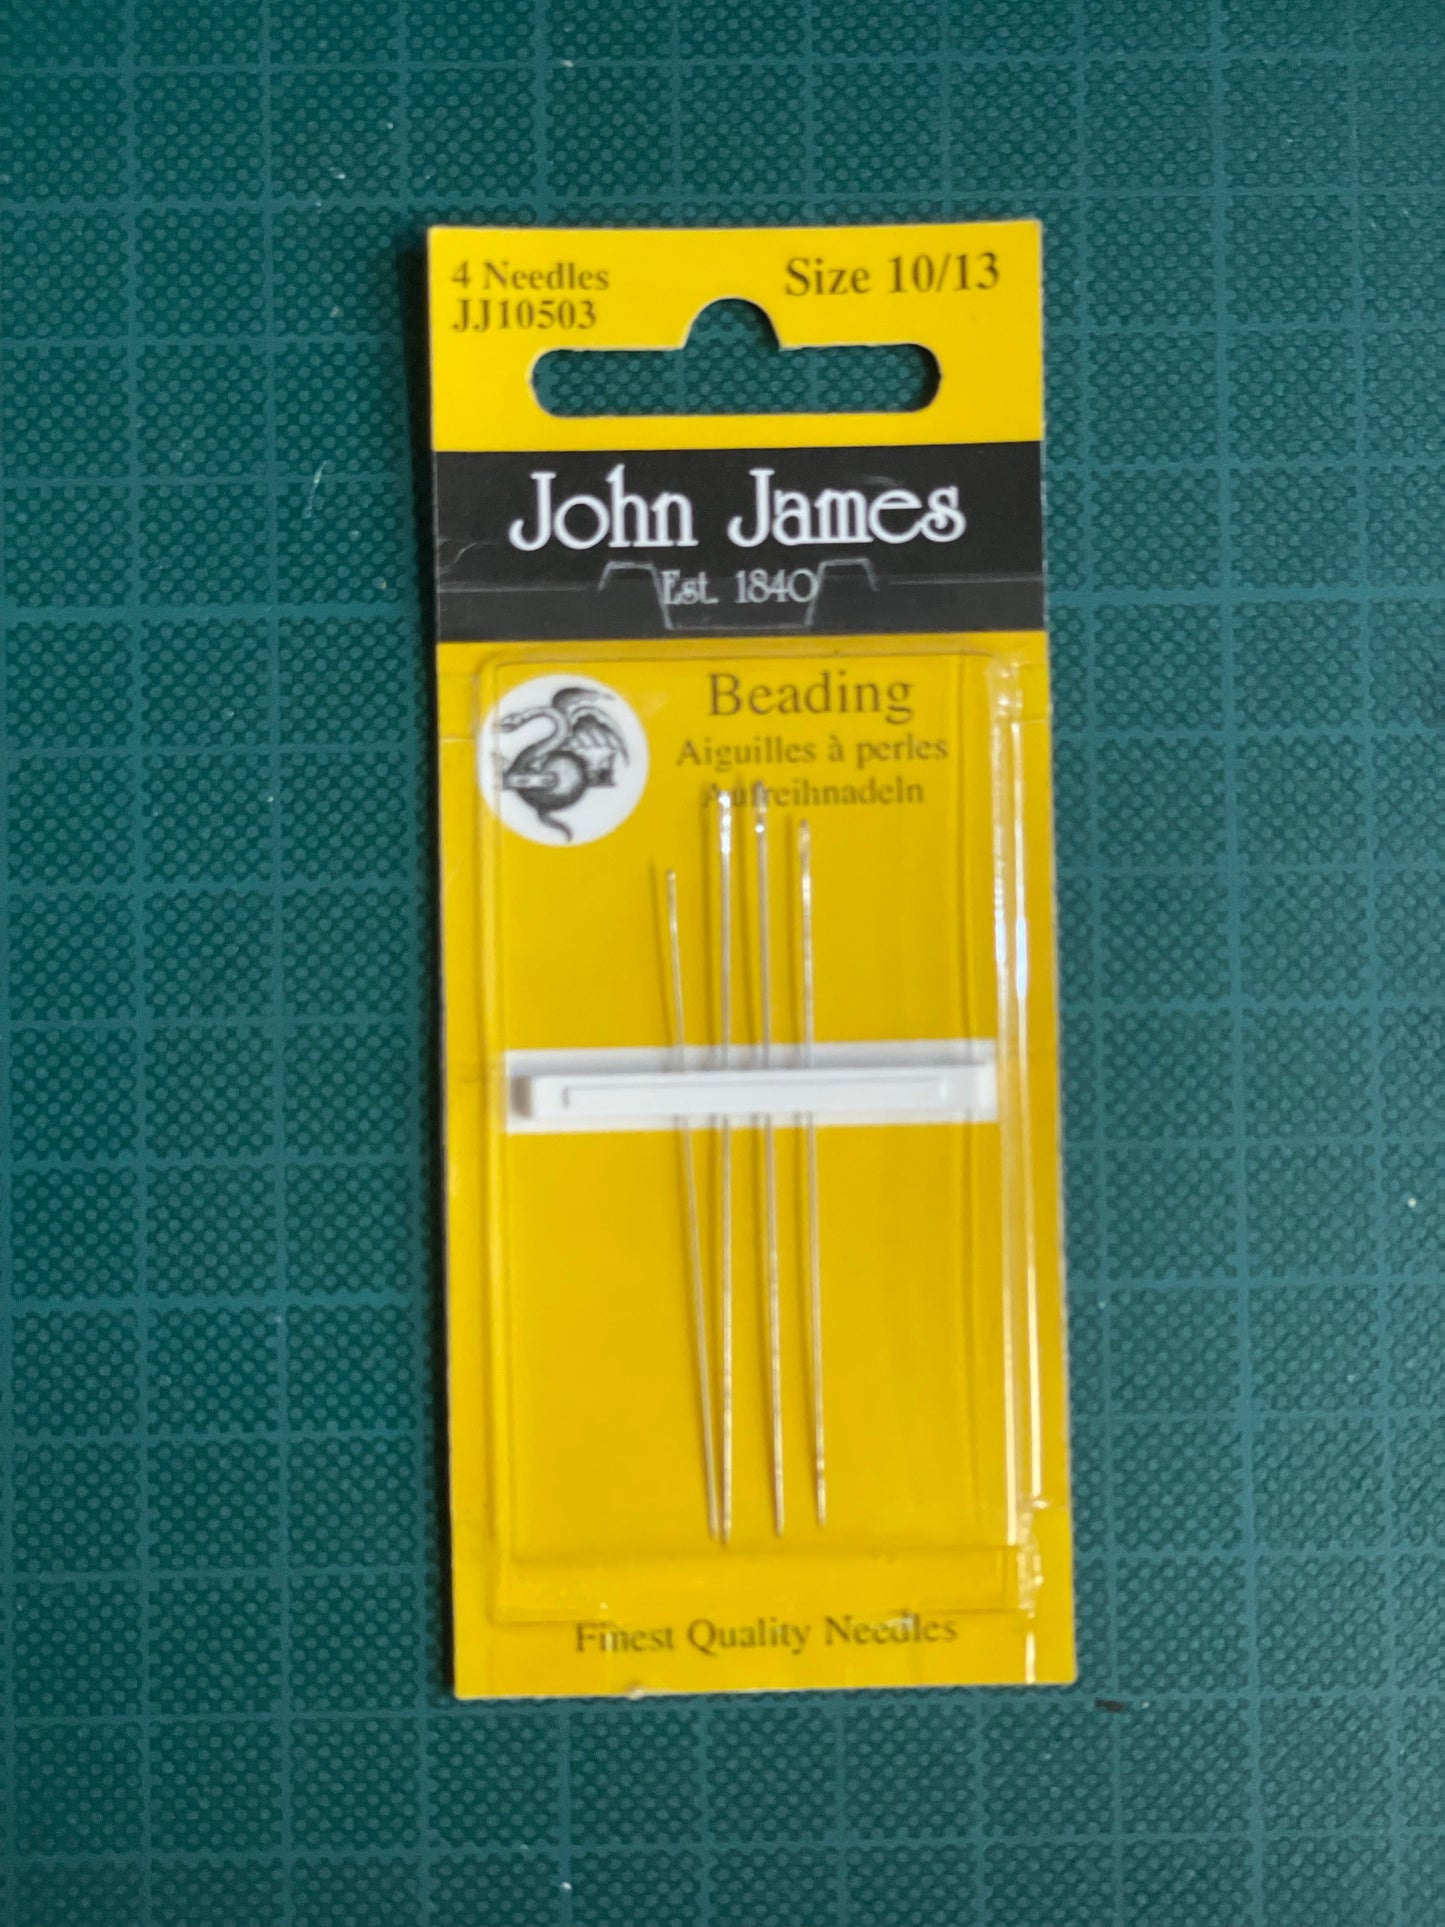 4 Needles
JJ10503
Size 10/13
John James
Est. 1840
Beading
Aiguilles à perles
Aufreihnadeln
Finest Quality Needles